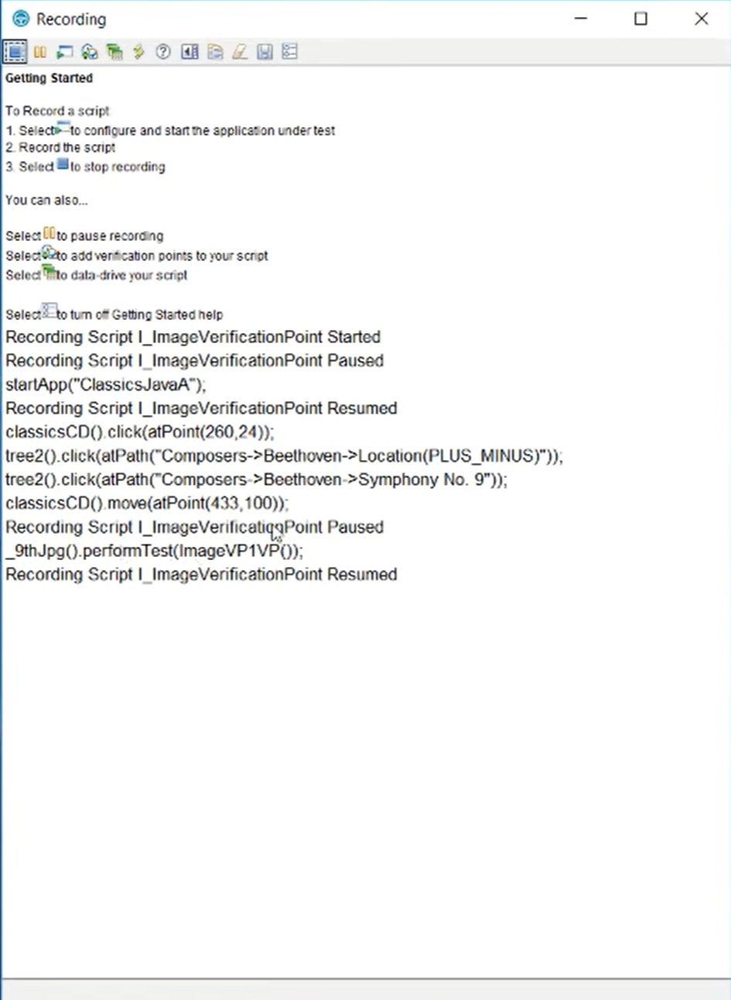 Recording
Getting Started
To Record a script
1. Select to configure and start the application under test
2. Record the script
3. Select to stop recording
You can also...
Select to pause recording
Select to add verification points to your script
Select to data-drive your script
Select to turn off Getting Started help
Recording Script I_ImageVerificationPoint Started
Recording Script I_ImageVerificationPoint Paused
startApp("ClassicsJavaA");
Recording Script I_ImageVerificationPoint Resumed
classicsCD().click(atPoint(260,24));
tree2().click(atPath("Composers->Beethoven->Location(PLUS_MINUS)"));
tree2().click(atPath("Composers->Beethoven->Symphony No. 9"));
classicsCD().move(atPoint(433,100));
Recording Script I_ImageVerificationPoint Paused
_9thJpg().performTest(ImageVP1VP());
Recording Script I_ImageVerificationPoint Resumed